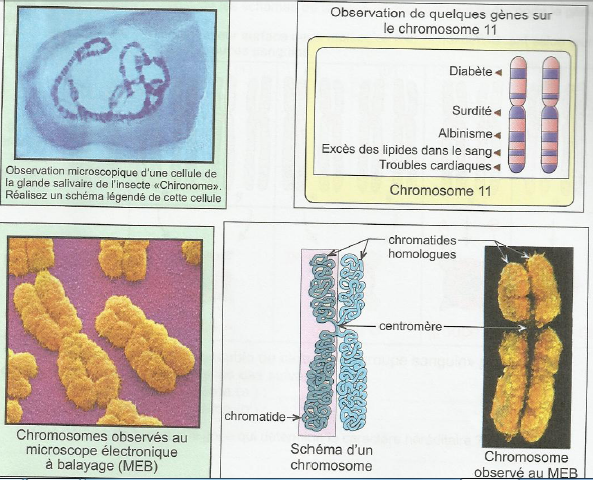 Observation microscopique d'une cellule de
la glande salivaire de l'insecte «Chironome».
Réalisez un schéma légendé de cette cellule
Observation de quelques gènes sur
le chromosome 11
Diabète
Surdité
Albinisme
Excès des lipides dans le sang
Troubles cardiaques
Chromosome 11
Chromosomes observés au
microscope électronique
à balayage (MEB)
chromatides
homologues
centromère
chromatide
Schéma d'un
chromosome
Chromosome
observé au MEB